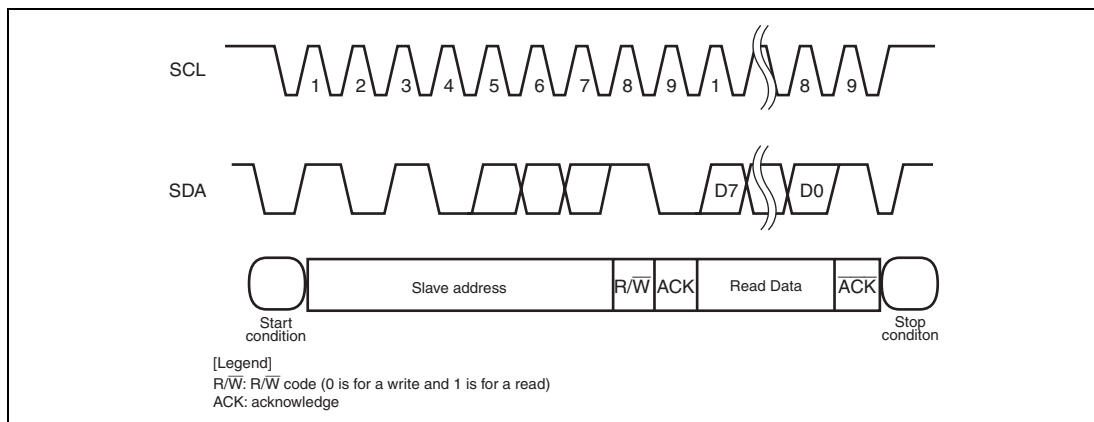 SCL
1 2 3 4 5 6 7 8 9 1 8 9
SDA
D7 D0
Slave address R/W̅ ACK Read Data A̅C̅K̅
Start
condition
Stop
conditon
[Legend]
R/W̅: R/W̅ code (0 is for a write and 1 is for a read)
ACK: acknowledge